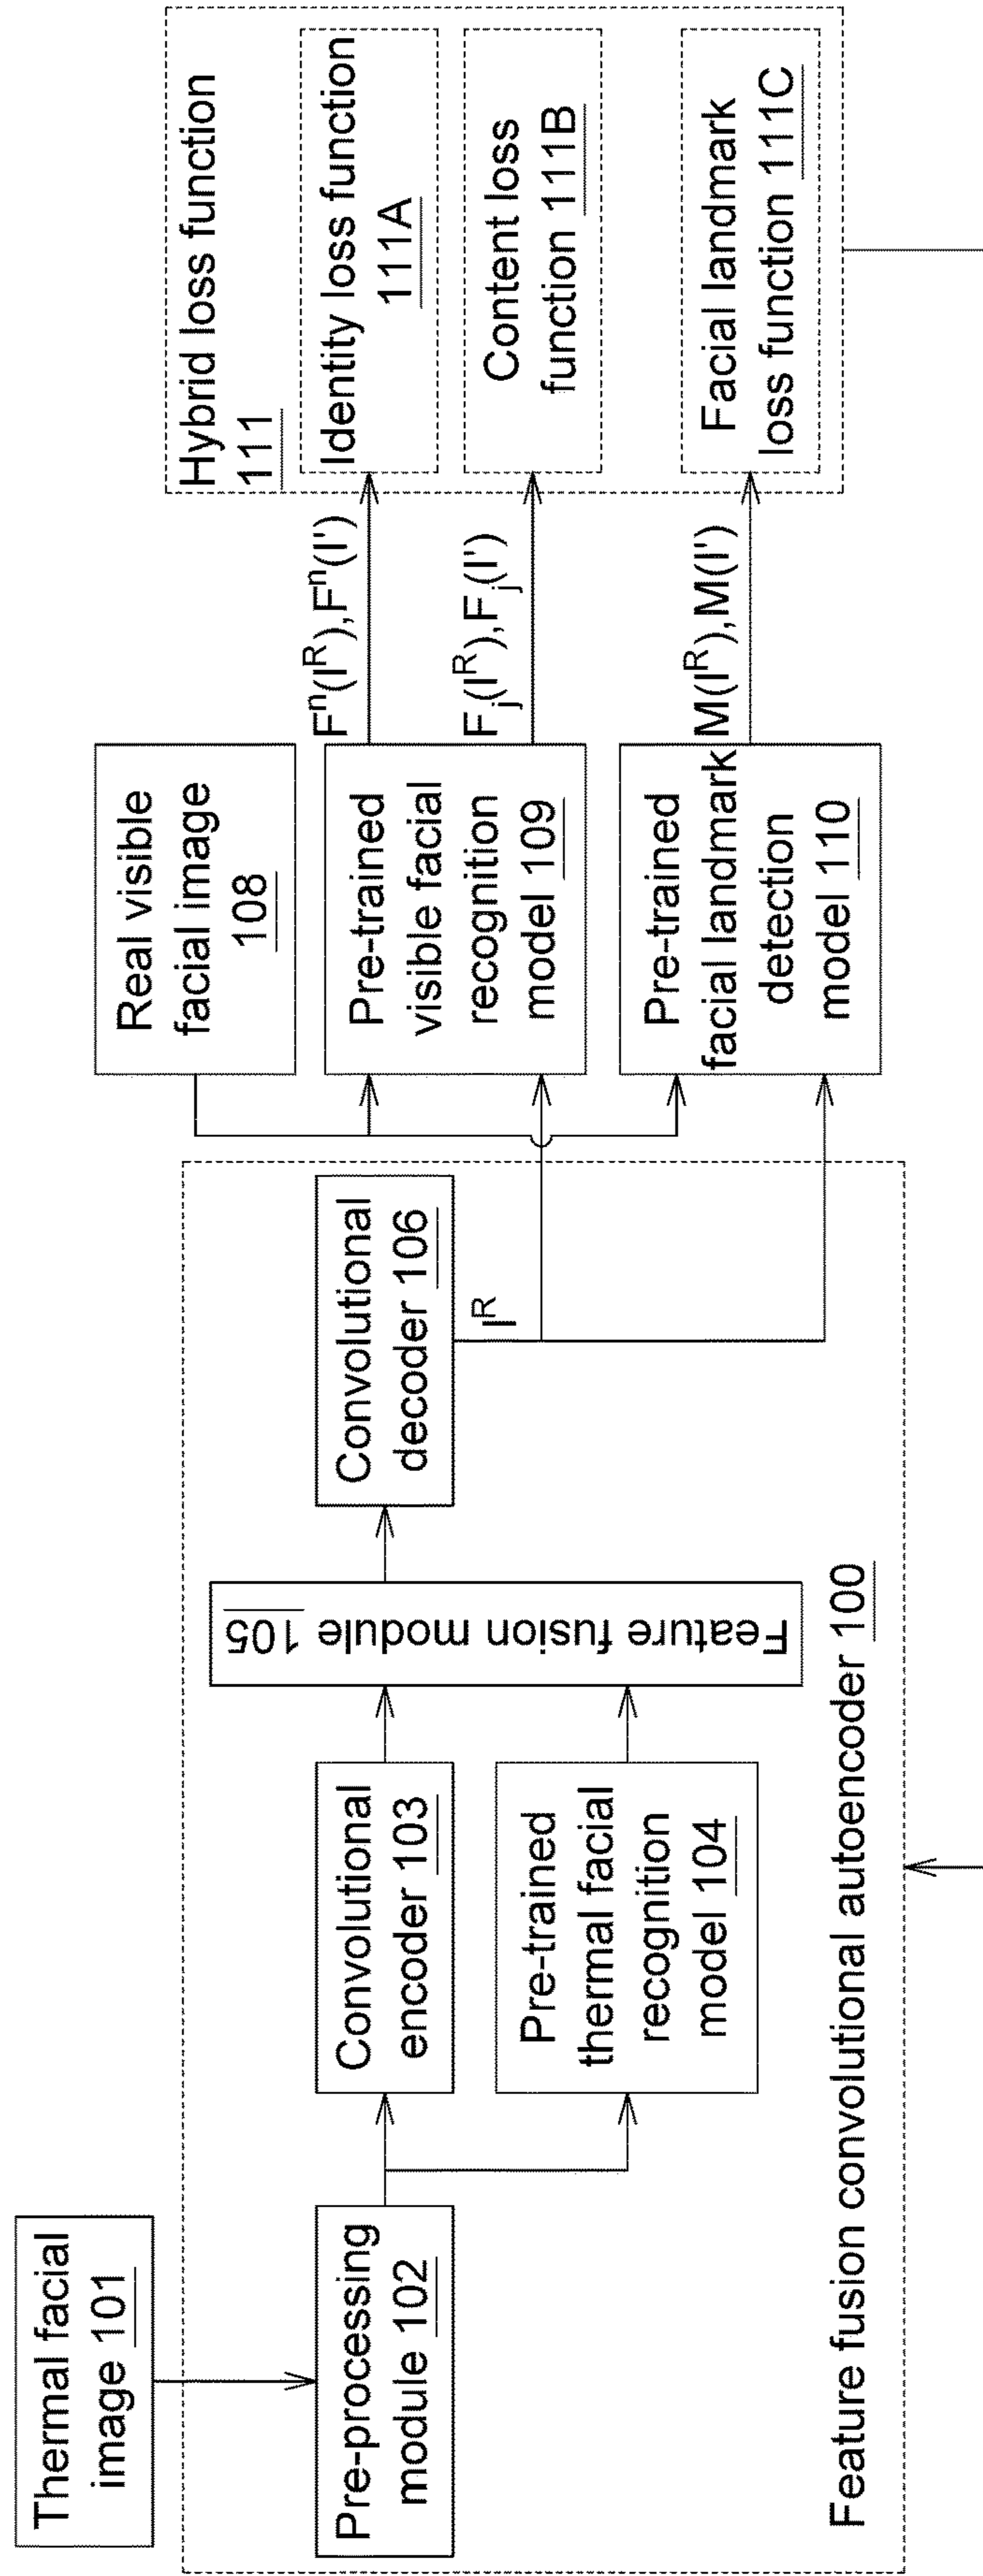 Thermal facial
image 101
Pre-processing
module 102
Convolutional
encoder 103
Pre-trained
thermal facial
recognition
model 104
Feature fusion module 105
Convolutional
decoder 106
I^R
Feature fusion convolutional autoencoder 100
Real visible
facial image
108
Pre-trained
visible facial
recognition
model 109
Pre-trained
facial landmark
detection
model 110
F^n(I^R),F^n(I')
F_j(I^R),F_j(I')
M(I^R),M(I')
Hybrid loss function
111
Identity loss function
111A
Content loss
function 111B
Facial landmark
loss function 111C